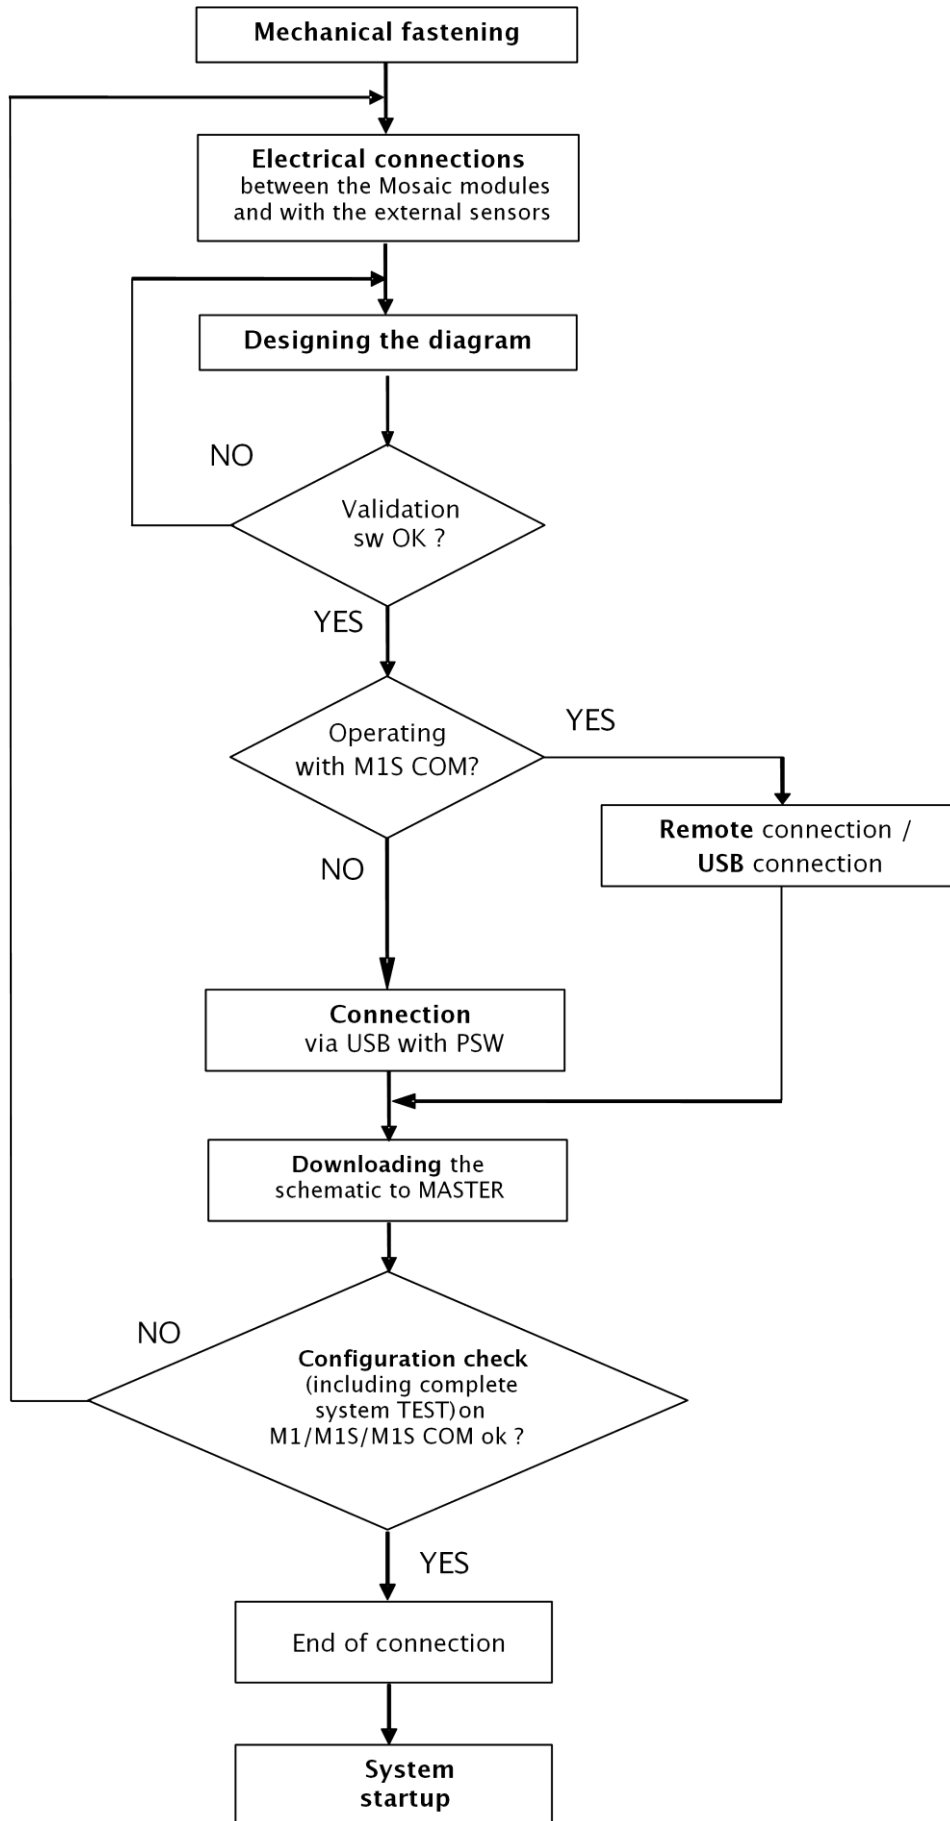 Mechanical fastening
Electrical connections
between the Mosaic modules
and with the external sensors
Designing the diagram
NO
Validation
sw OK ?
YES
Operating
with M1S COM?
YES
Remote connection /
USB connection
NO
Connection
via USB with PSW
Downloading the
schematic to MASTER
NO
Configuration check
(including complete
system TEST)on
M1/M1S/M1S COM ok ?
YES
End of connection
System
startup